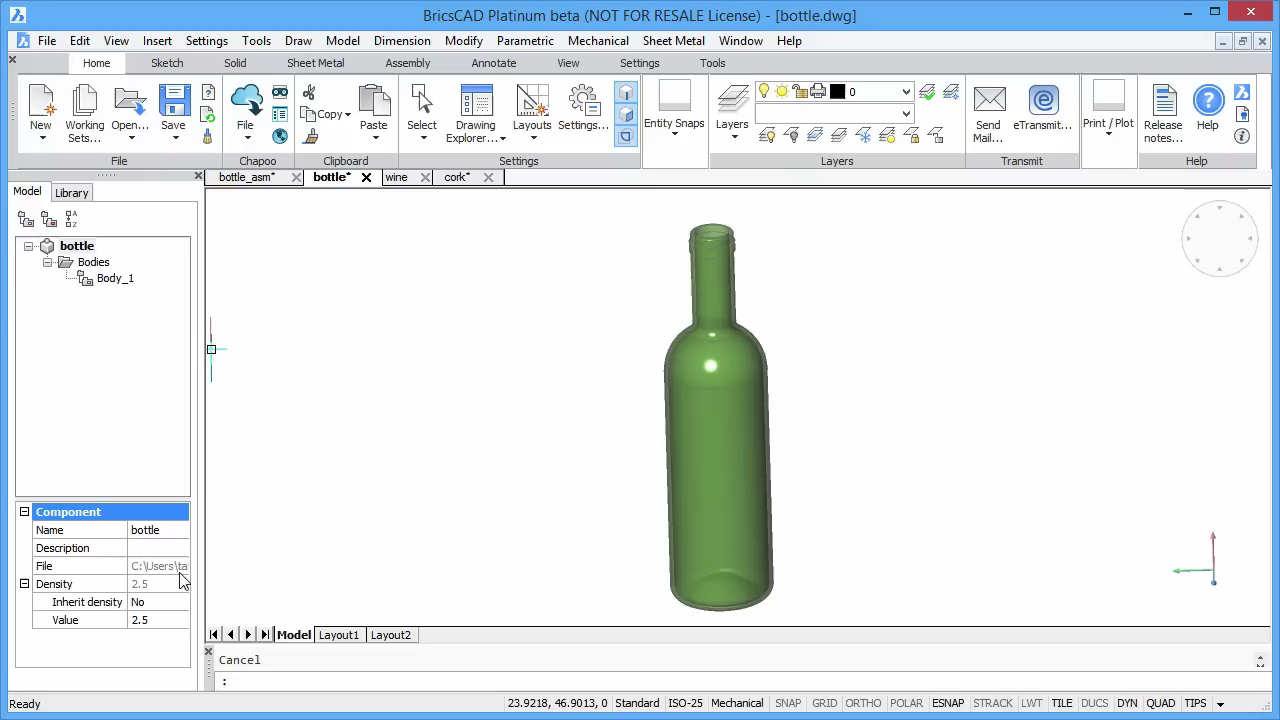 BricsCAD Platinum beta (NOT FOR RESALE License) - [bottle.dwg]
File Edit View Insert Settings Tools Draw Model Dimension Modify Parametric Mechanical Sheet Metal Window Help
Home Sketch Solid Sheet Metal Assembly Annotate View Settings Tools
New
Working Sets...
Open...
Save
File
Copy
Paste
Select
Drawing Explorer...
Layouts
Settings...
Entity Snaps
Layers
0
Send Mail...
eTransmit...
Print / Plot
Release notes...
Help
File Chapoo Clipboard Settings Layers Transmit Help
bottle_asm* bottle* wine cork*
Model Library
bottle
Bodies
Body_1
Component
Name bottle
Description
File C:\Users\ta
Density 2.5
Inherit density No
Value 2.5
Model Layout1 Layout2
Cancel
:
Ready 23.9218, 46.9013, 0 Standard ISO-25 Mechanical SNAP GRID ORTHO POLAR ESNAP STRACK LWT TILE DUCS DYN QUAD TIPS